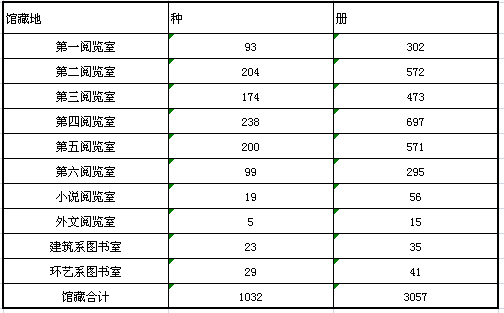 馆藏地 种 册
第一阅览室 93 302
第二阅览室 204 572
第三阅览室 174 473
第四阅览室 238 697
第五阅览室 200 571
第六阅览室 99 295
小说阅览室 19 56
外文阅览室 5 15
建筑系图书室 23 35
环艺系图书室 29 41
馆藏合计 1032 3057